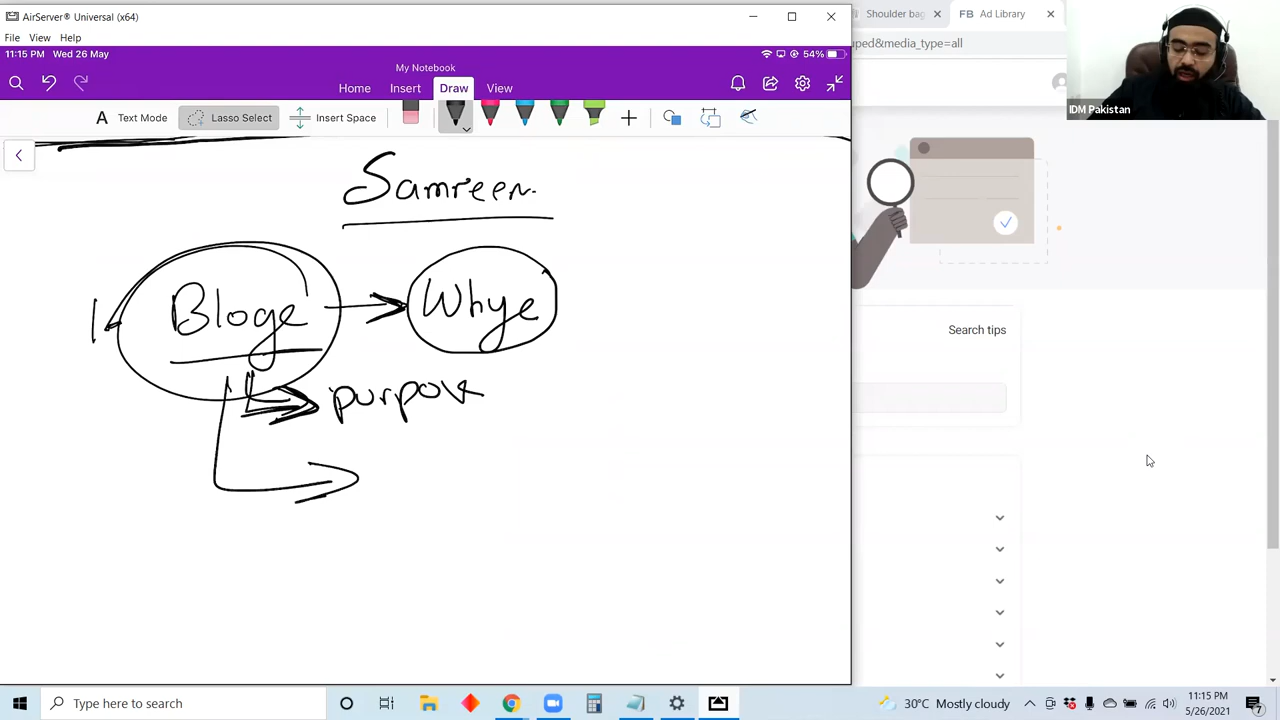 AirServer® Universal (x64)
Shoulder bag
Ad Library
File View Help
uped&media_type=all
11:15 PM Wed 26 May
54%
My Notebook
Home Insert Draw View
IDM Pakistan
A Text Mode Lasso Select Insert Space
Samreen
Bloge
Whye
Search tips
purpose
Type here to search
30°C Mostly cloudy
11:15 PM
5/26/2021
7